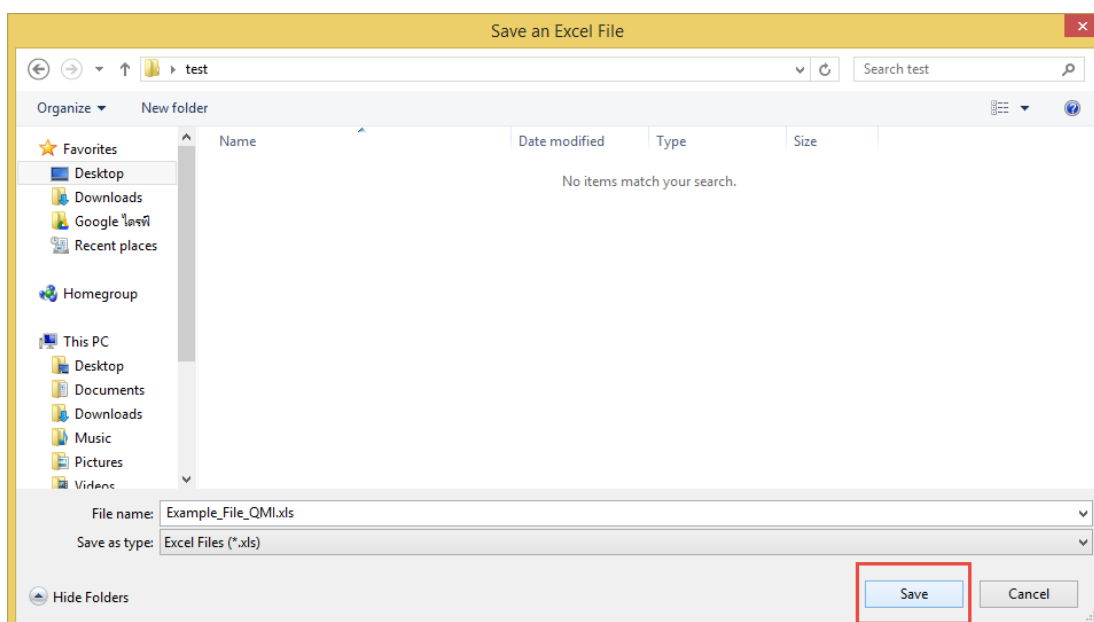 Save an Excel File
test
Search test
Organize
New folder
Name
Date modified
Type
Size
No items match your search.
Favorites
Desktop
Downloads
Google ไดรฟ์
Recent places
Homegroup
This PC
Desktop
Documents
Downloads
Music
Pictures
Videos
File name: Example_File_QMI.xls
Save as type: Excel Files (*.xls)
Hide Folders
Save
Cancel